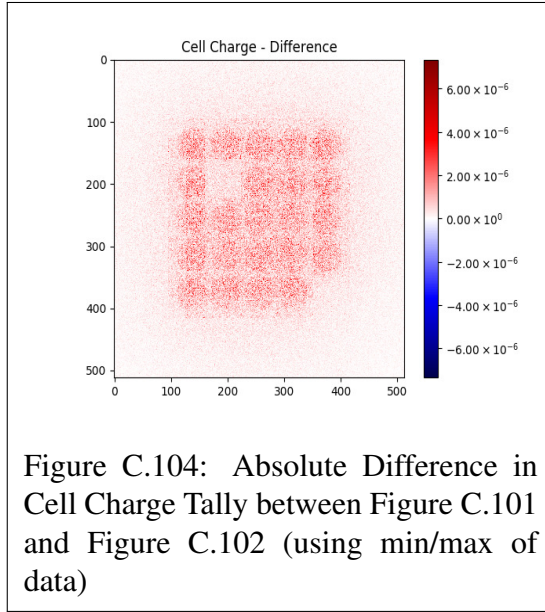 Cell Charge - Difference
0
100
200
300
400
500
0 100 200 300 400 500
6.00 × 10⁻⁶
4.00 × 10⁻⁶
2.00 × 10⁻⁶
0.00 × 10⁰
−2.00 × 10⁻⁶
−4.00 × 10⁻⁶
−6.00 × 10⁻⁶
Figure C.104: Absolute Difference in
Cell Charge Tally between Figure C.101
and Figure C.102 (using min/max of
data)